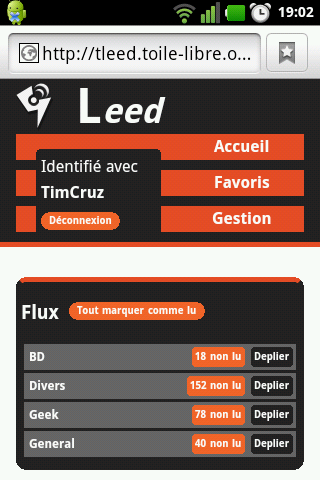 19:02
http://tleed.toile-libre.o...
Leed
Accueil
Identifié avec
TimCruz
Favoris
Déconnexion
Gestion
Flux Tout marquer comme lu
BD 18 non lu Deplier
Divers 152 non lu Deplier
Geek 78 non lu Deplier
General 40 non lu Deplier